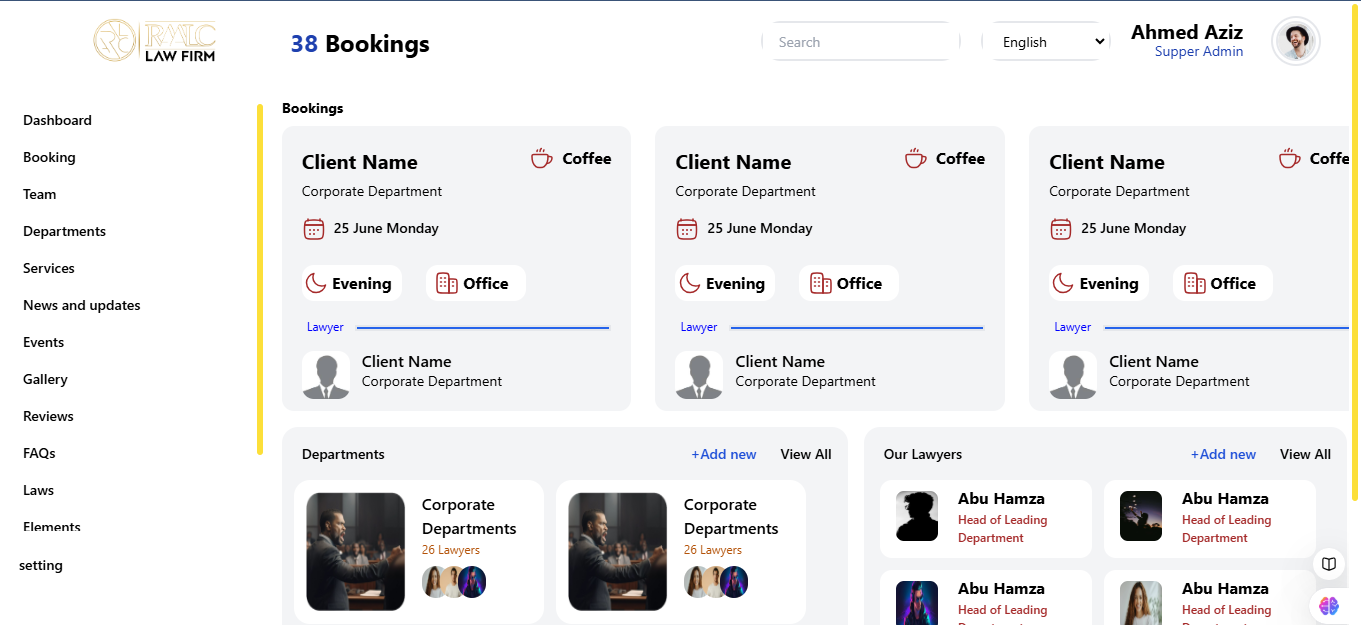 RMLC
LAW FIRM
38 Bookings
Search
English
Ahmed Aziz
Supper Admin
Dashboard
Booking
Team
Departments
Services
News and updates
Events
Gallery
Reviews
FAQs
Laws
Elements
setting
Bookings
Client Name
Coffee
Corporate Department
25 June Monday
Evening
Office
Lawyer
Client Name
Corporate Department
Client Name
Coffee
Corporate Department
25 June Monday
Evening
Office
Lawyer
Client Name
Corporate Department
Client Name
Coffe
Corporate Department
25 June Monday
Evening
Office
Lawyer
Client Name
Corporate Department
Departments
+Add new
View All
Corporate
Departments
26 Lawyers
Corporate
Departments
26 Lawyers
Our Lawyers
+Add new
View All
Abu Hamza
Head of Leading
Department
Abu Hamza
Head of Leading
Department
Abu Hamza
Head of Leading
Abu Hamza
Head of Leading